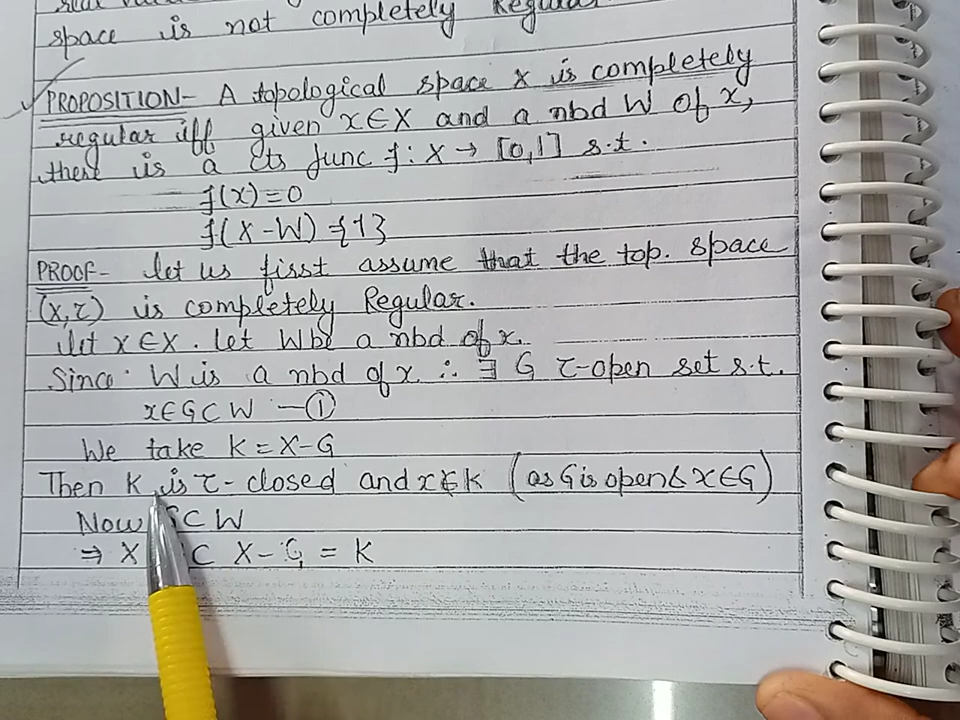 space is not completely Regular
PROPOSITION- A topological space X is completely
regular iff given x∈X and a nbd W of x,
there is a cts func f: X → [0,1] s.t.
f(x)=0
f(X-W)={1}
PROOF- let us first assume that the top. space
(X,τ) is completely Regular.
let x∈X. let W be a nbd of x.
Since W is a nbd of x ∴ ∃ G τ-open set s.t.
x∈G⊂W —①
We take K=X-G
Then K is τ-closed and x∉K (as G is open & x∈G)
Now G⊂W
⇒ X ⊂ X-G = K